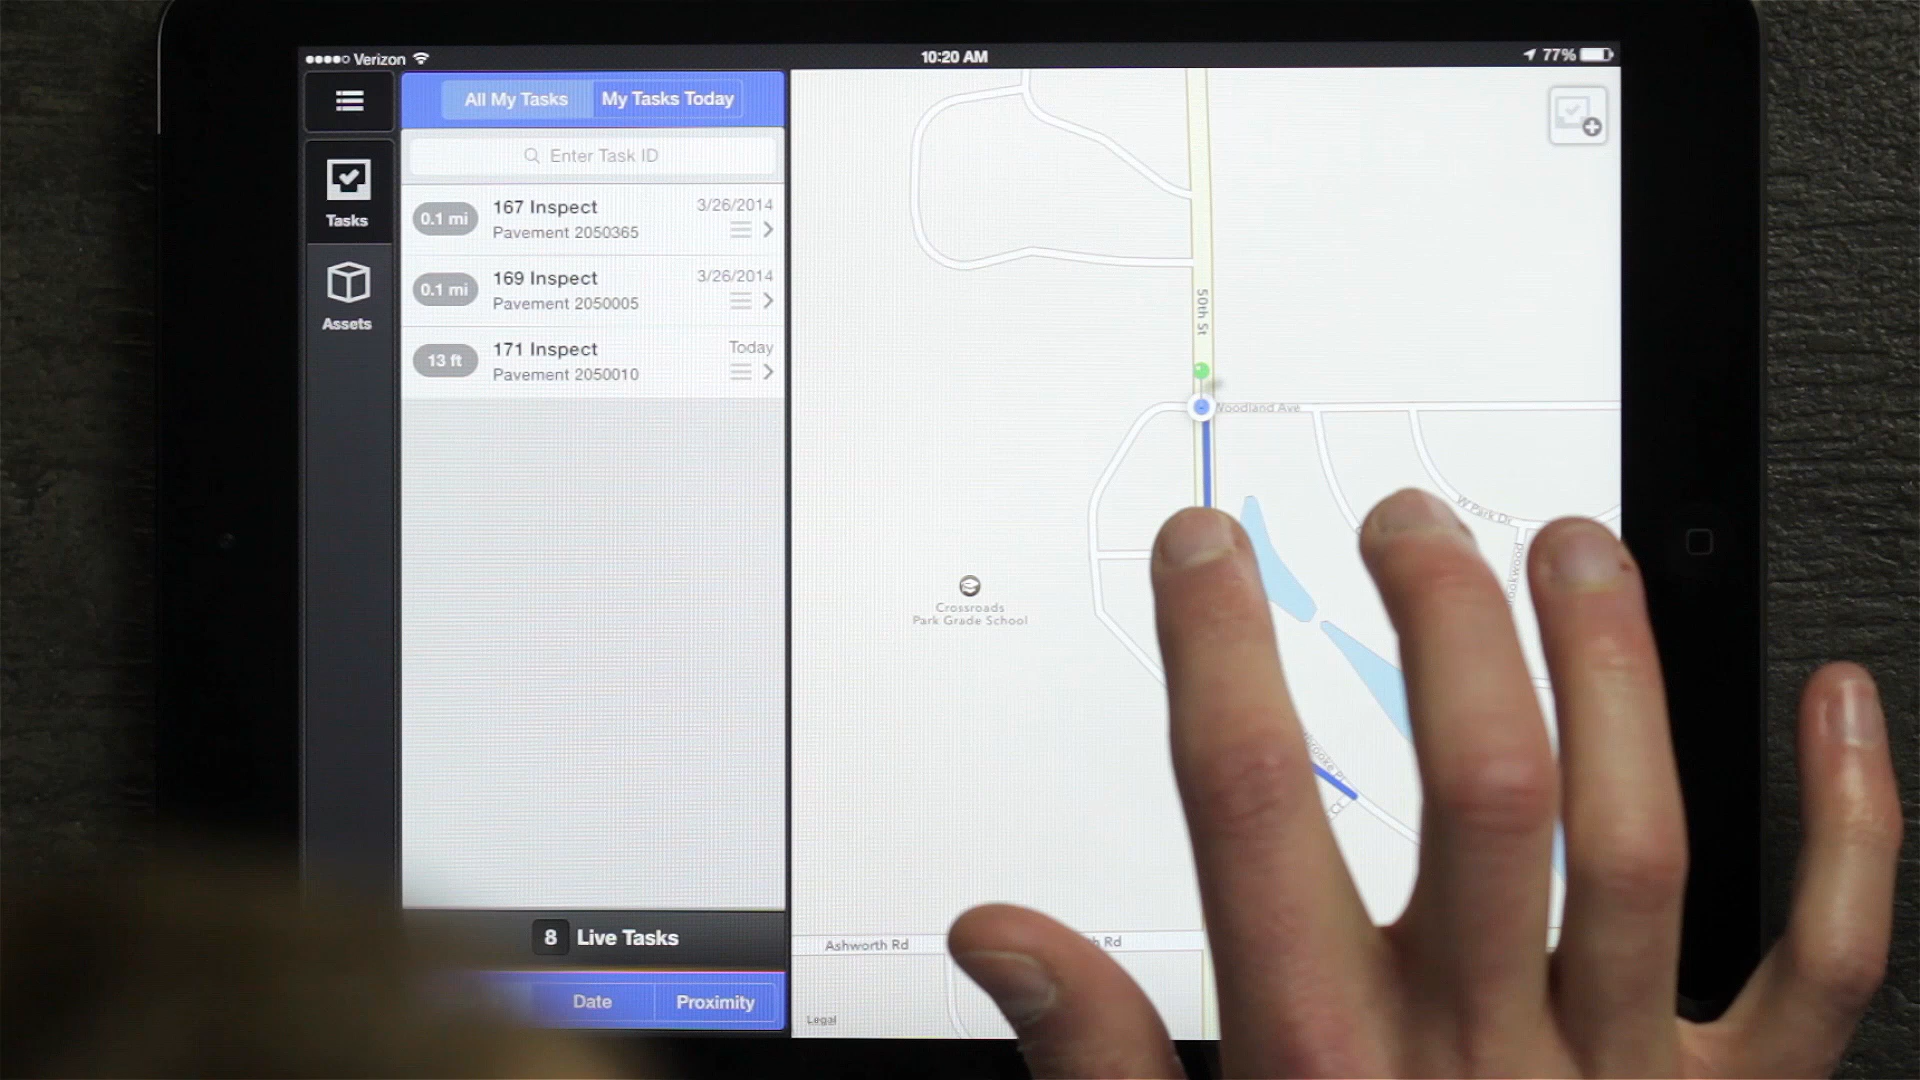 Verizon
10:20 AM
77%
All My Tasks
My Tasks Today
Enter Task ID
Tasks
Assets
0.1 mi
167 Inspect
3/26/2014
Pavement 2050365
0.1 mi
169 Inspect
3/26/2014
Pavement 2050005
13 ft
171 Inspect
Today
Pavement 2050010
8 Live Tasks
Date
Proximity
50th St
Woodland Ave
W Park Dr
Crossroads
Park Grade School
Ashworth Rd
Rd
Legal